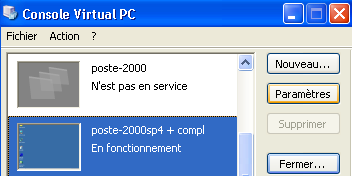 Console Virtual PC
Fichier Action ?
poste-2000
N'est pas en service
Nouveau...
Paramètres
poste-2000sp4 + compl
En fonctionnement
Supprimer
Fermer...